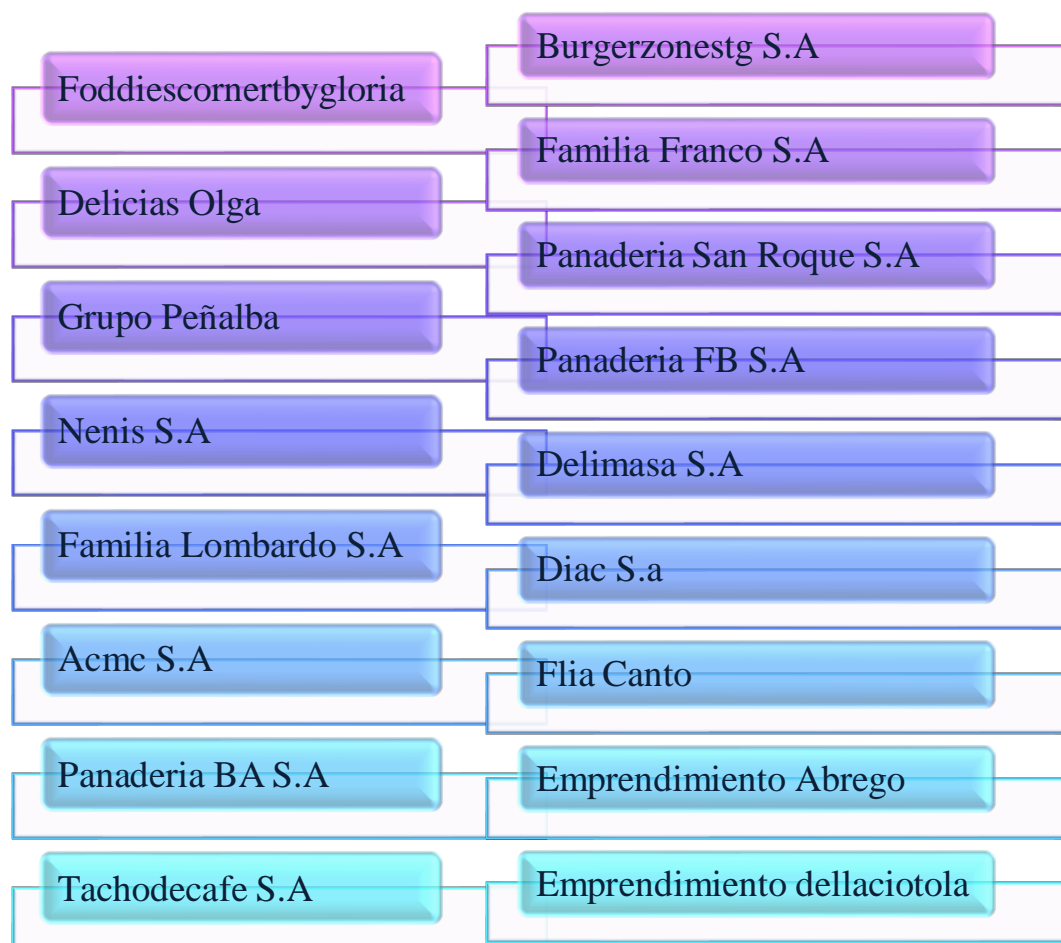 Foddiescornertbygloria
Delicias Olga
Grupo Peñalba
Nenis S.A
Familia Lombardo S.A
Acmc S.A
Panaderia BA S.A
Tachodecafe S.A
Burgerzonestg S.A
Familia Franco S.A
Panaderia San Roque S.A
Panaderia FB S.A
Delimasa S.A
Diac S.a
Flia Canto
Emprendimiento Abrego
Emprendimiento dellaciotola